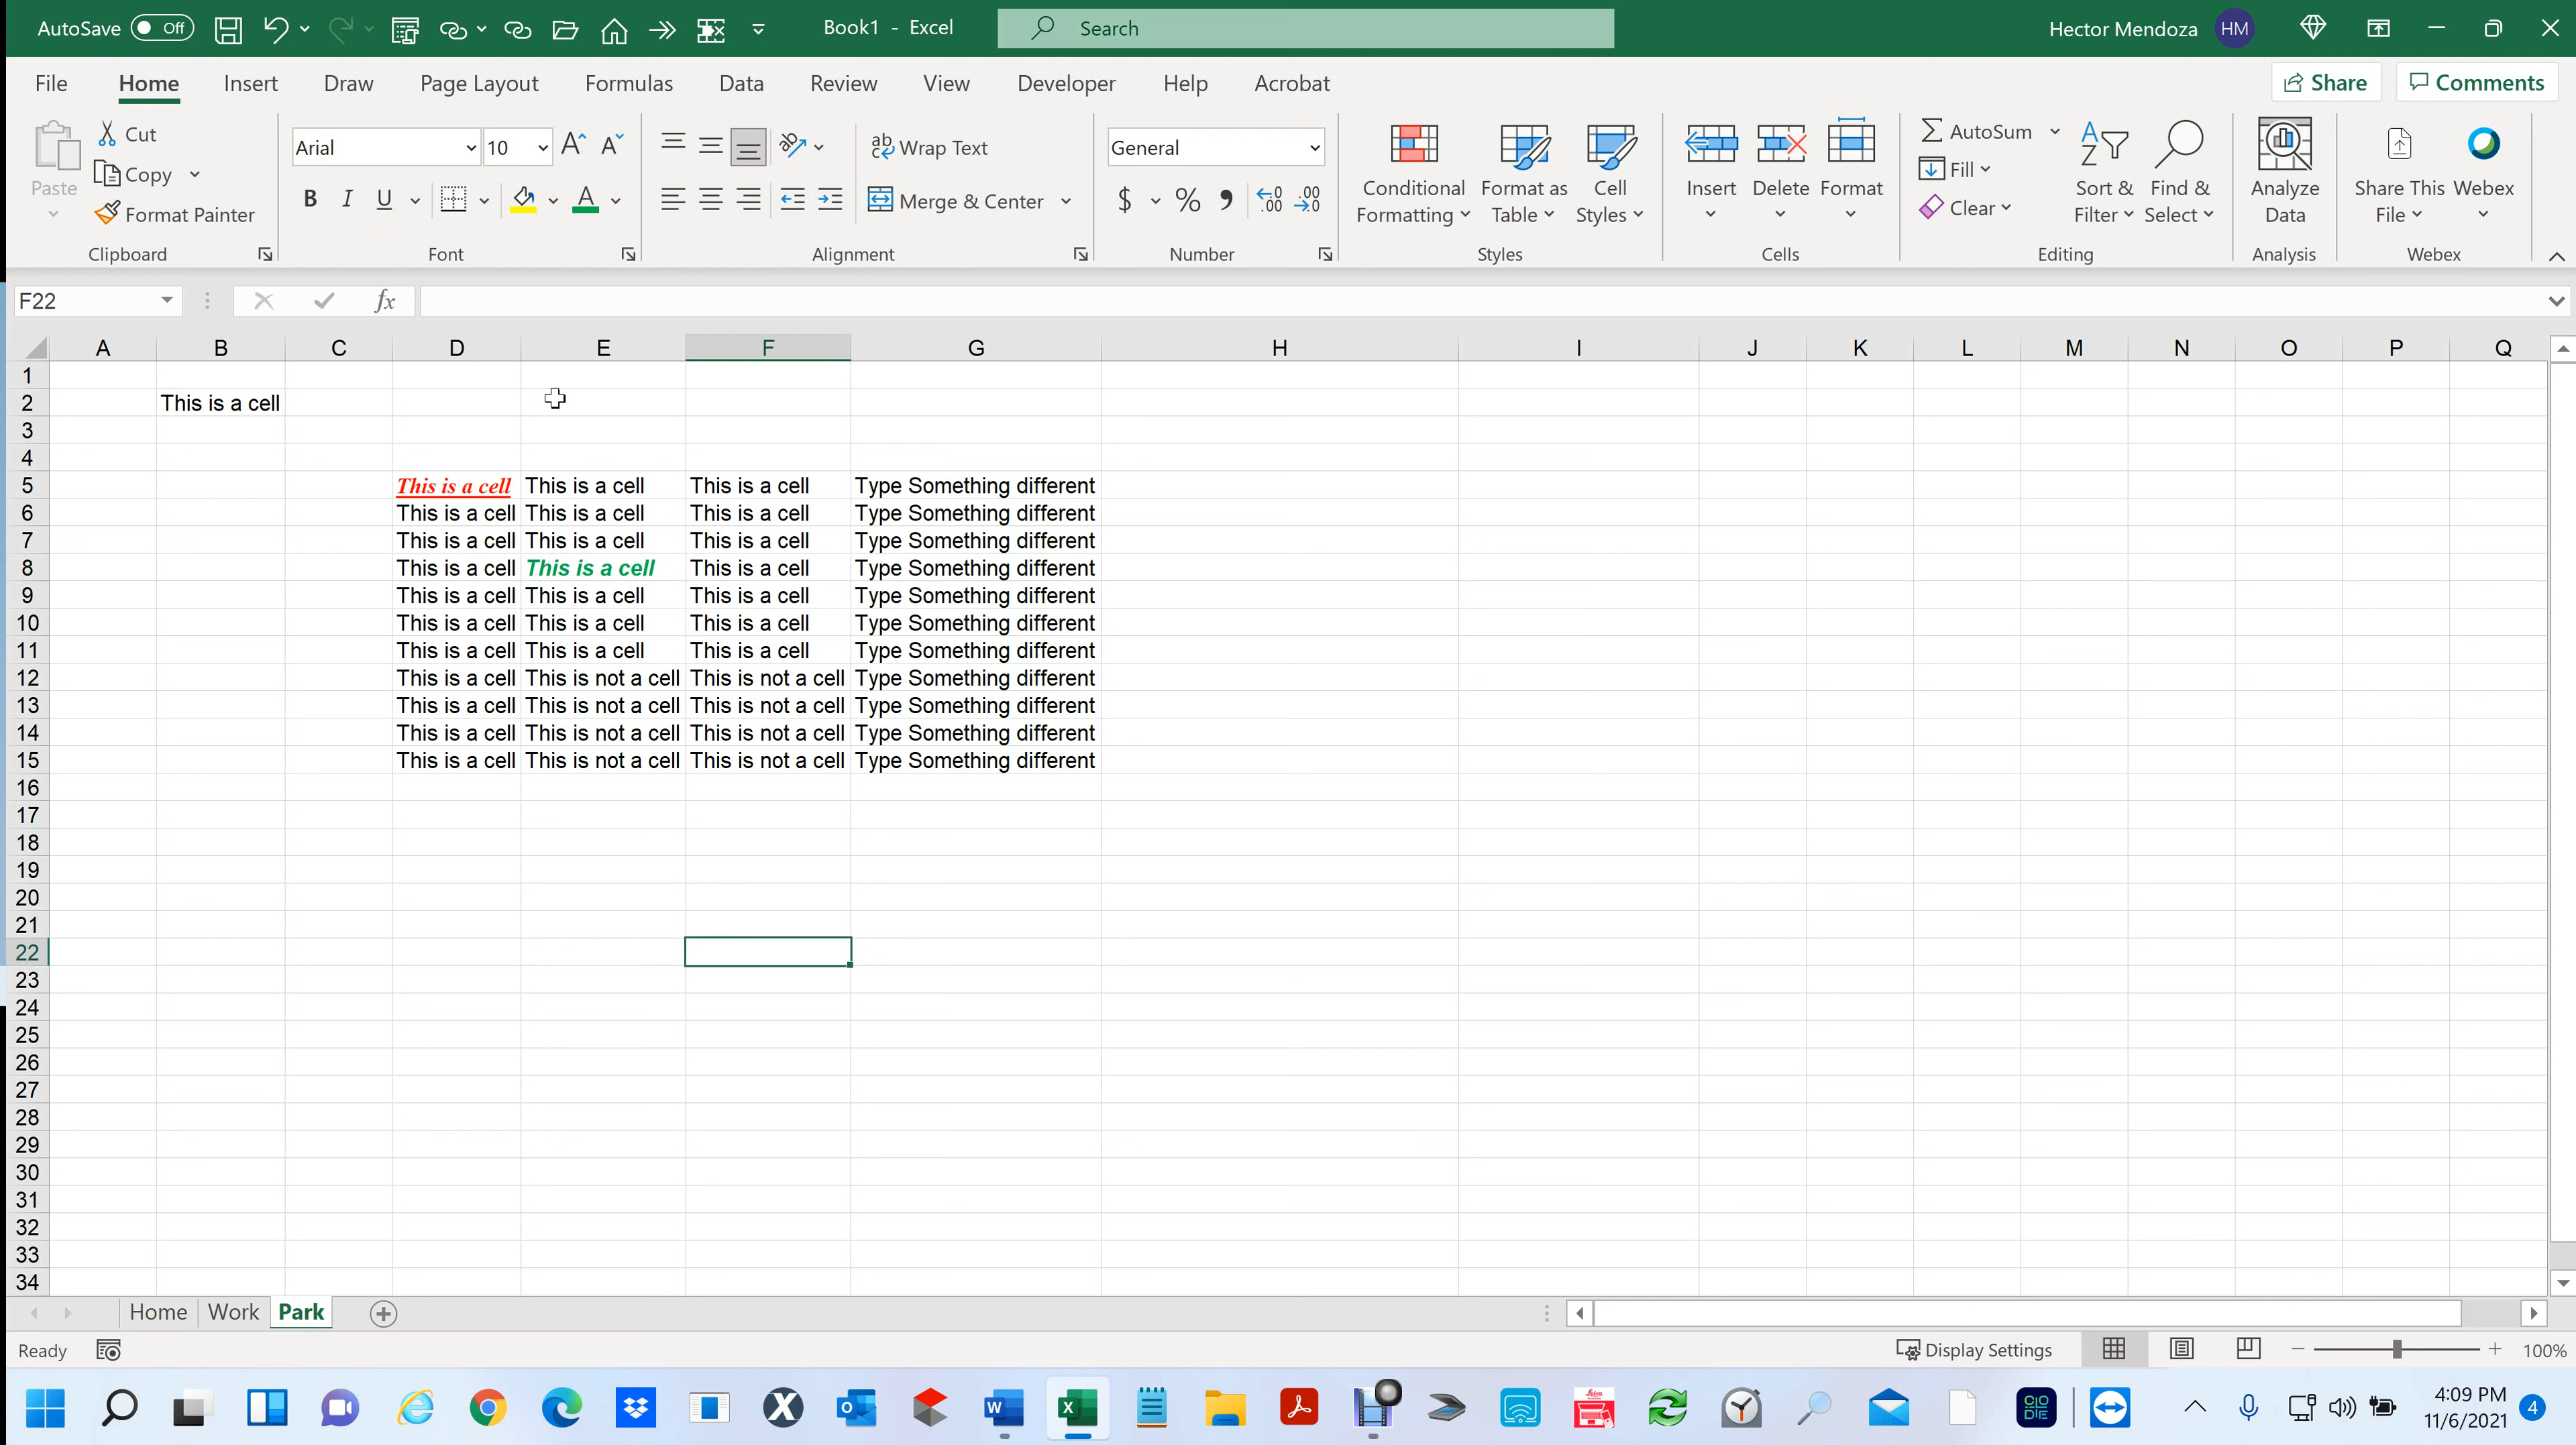 AutoSave Off Book1 - Excel Search Hector Mendoza HM
File Home Insert Draw Page Layout Formulas Data Review View Developer Help Acrobat Share Comments
Paste Cut Copy Format Painter Clipboard
Arial 10 B I U A Font
ab Wrap Text Merge & Center Alignment
General $ % , .00 Number
Conditional Formatting Format as Table Cell Styles Styles
Insert Delete Format Cells
AutoSum Fill Clear Sort & Filter Find & Select Editing
Analyze Data Analysis
Share This File Webex Webex
F22 fx
A B C D E F G H I J K L M N O P Q
1
2 This is a cell
3
4
5 This is a cell This is a cell This is a cell Type Something different
6 This is a cell This is a cell This is a cell Type Something different
7 This is a cell This is a cell This is a cell Type Something different
8 This is a cell This is a cell This is a cell Type Something different
9 This is a cell This is a cell This is a cell Type Something different
10 This is a cell This is a cell This is a cell Type Something different
11 This is a cell This is a cell This is a cell Type Something different
12 This is a cell This is not a cell This is not a cell Type Something different
13 This is a cell This is not a cell This is not a cell Type Something different
14 This is a cell This is not a cell This is not a cell Type Something different
15 This is a cell This is not a cell This is not a cell Type Something different
16
17
18
19
20
21
22
23
24
25
26
27
28
29
30
31
32
33
34
Home Work Park
Ready Display Settings 100%
4:09 PM
11/6/2021 4